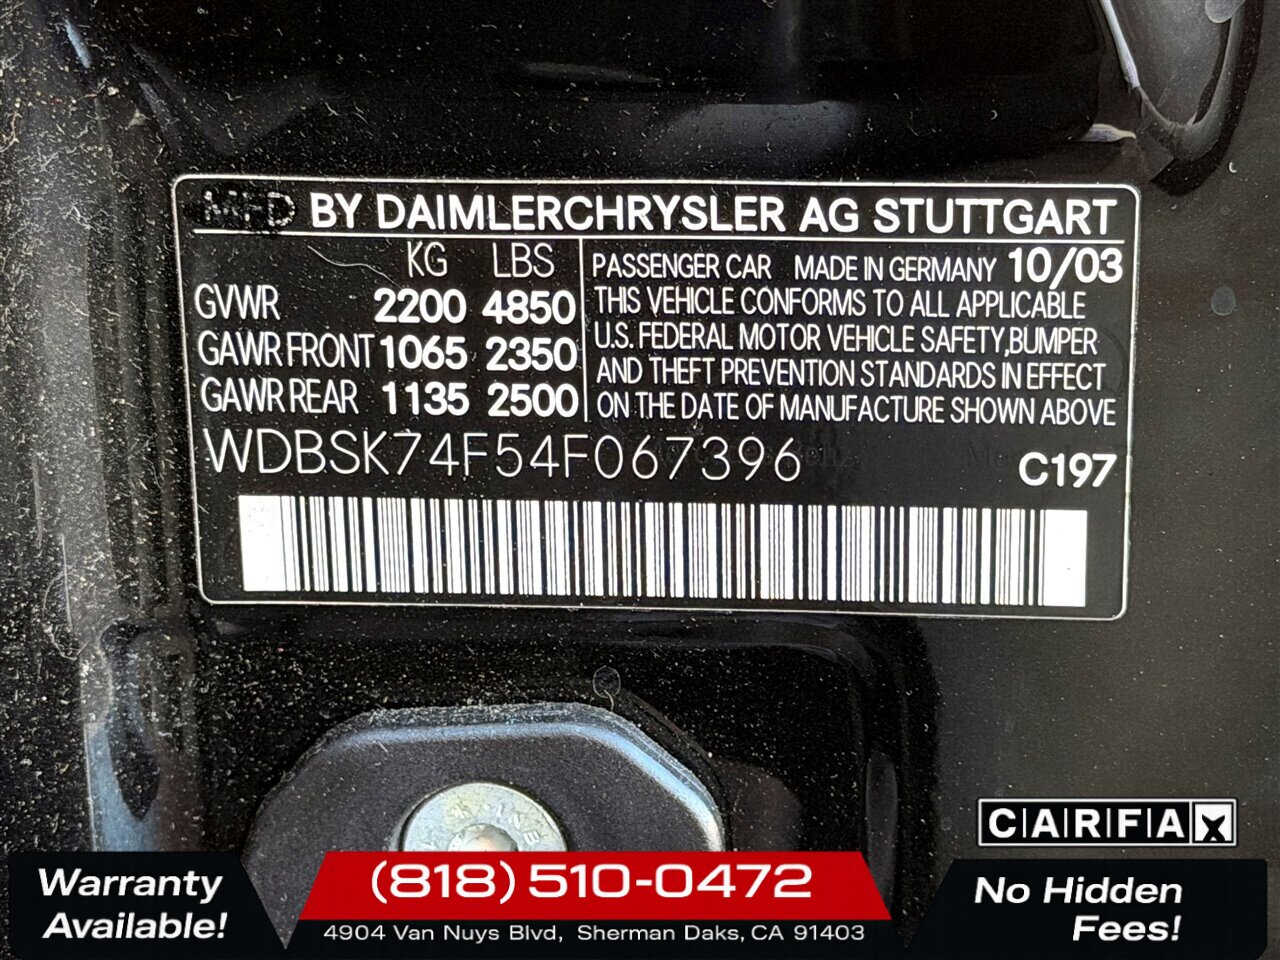 MFD BY DAIMLERCHRYSLER AG STUTTGART
KG LBS
GVWR 2200 4850
GAWR FRONT 1065 2350
GAWR REAR 1135 2500
PASSENGER CAR MADE IN GERMANY 10/03
THIS VEHICLE CONFORMS TO ALL APPLICABLE
U.S. FEDERAL MOTOR VEHICLE SAFETY, BUMPER
AND THEFT PREVENTION STANDARDS IN EFFECT
ON THE DATE OF MANUFACTURE SHOWN ABOVE
WDBSK74F54F067396
C197
CARFAX
Warranty
Available!
(818) 510-0472
4904 Van Nuys Blvd, Sherman Daks, CA 91403
No Hidden
Fees!